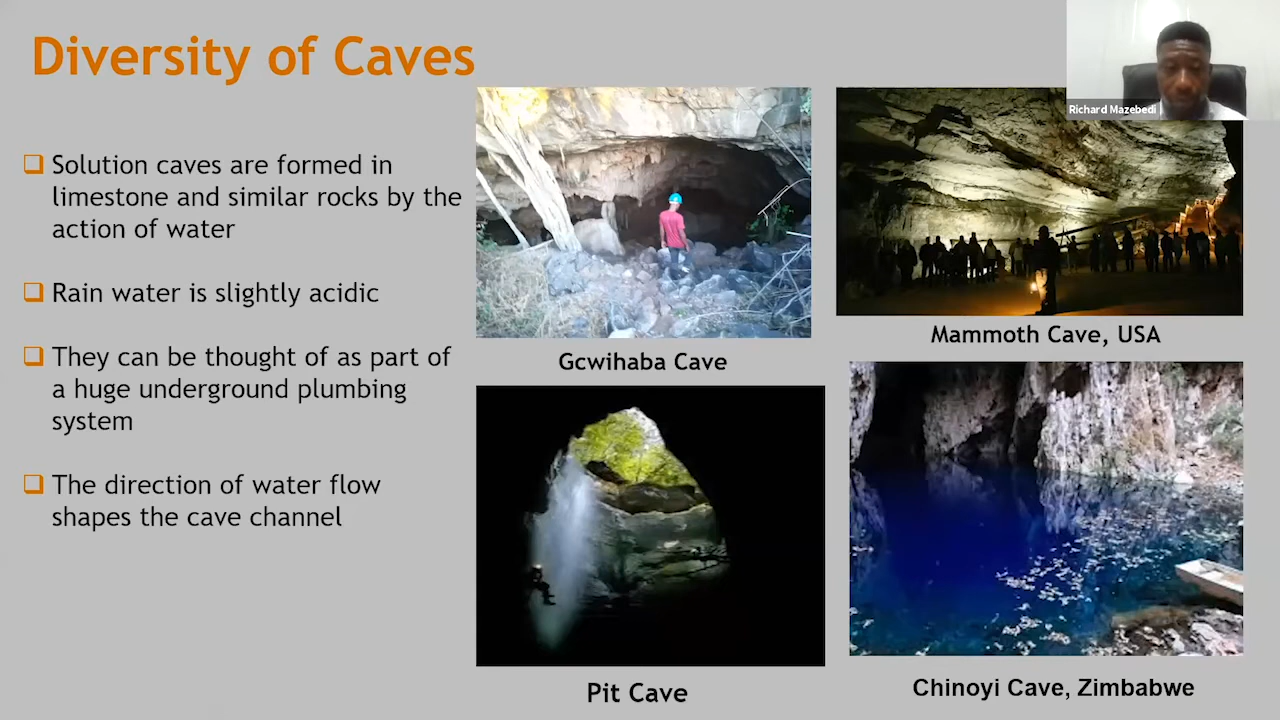 Diversity of Caves
Richard Mazebedi
Solution caves are formed in
limestone and similar rocks by the
action of water
Rain water is slightly acidic
They can be thought of as part of
a huge underground plumbing
system
The direction of water flow
shapes the cave channel
Gcwihaba Cave
Mammoth Cave, USA
Pit Cave
Chinoyi Cave, Zimbabwe